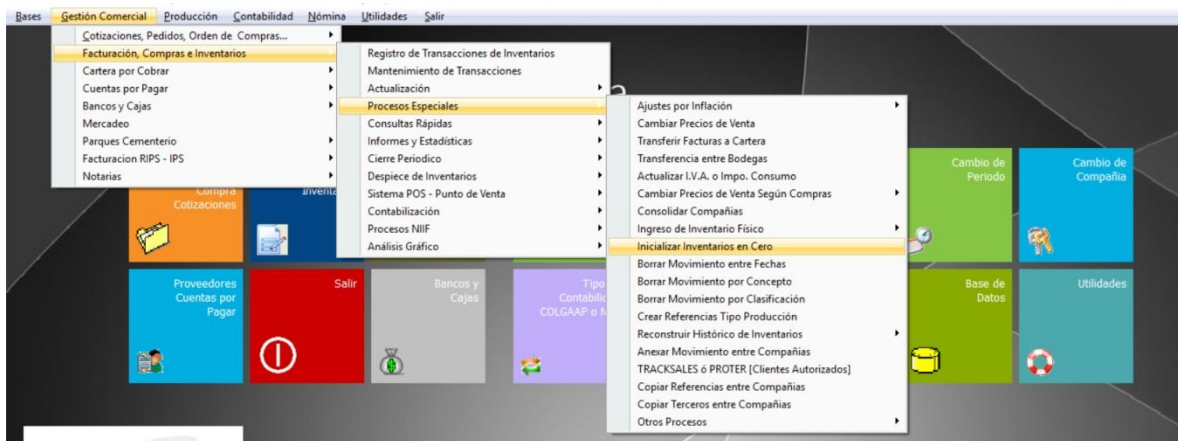 Bases Gestión Comercial Producción Contabilidad Nómina Utilidades Salir
Cotizaciones, Pedidos, Orden de Compras...
Facturación, Compras e Inventarios
Cartera por Cobrar
Cuentas por Pagar
Bancos y Cajas
Mercadeo
Parques Cementerio
Facturacion RIPS - IPS
Notarias
Registro de Transacciones de Inventarios
Mantenimiento de Transacciones
Actualización
Procesos Especiales
Consultas Rápidas
Informes y Estadísticas
Cierre Periodico
Despiece de Inventarios
Sistema POS - Punto de Venta
Contabilización
Procesos NIIF
Análisis Gráfico
Ajustes por Inflación
Cambiar Precios de Venta
Transferir Facturas a Cartera
Transferencia entre Bodegas
Actualizar I.V.A. o Impo. Consumo
Cambiar Precios de Venta Según Compras
Consolidar Compañias
Ingreso de Inventario Físico
Inicializar Inventarios en Cero
Borrar Movimiento entre Fechas
Borrar Movimiento por Concepto
Borrar Movimiento por Clasificación
Crear Referencias Tipo Producción
Reconstruir Histórico de Inventarios
Anexar Movimiento entre Compañias
TRACKSALES ó PROTER [Clientes Autorizados]
Copiar Referencias entre Compañias
Copiar Terceros entre Compañias
Otros Procesos
Compra
Cotizaciones
Cambio de
Periodo
Cambio de
Compañia
Proveedores
Cuentas por
Pagar
Salir
Bancos y
Cajas
Tipo
COLGAAP o
Base de
Datos
Utilidades